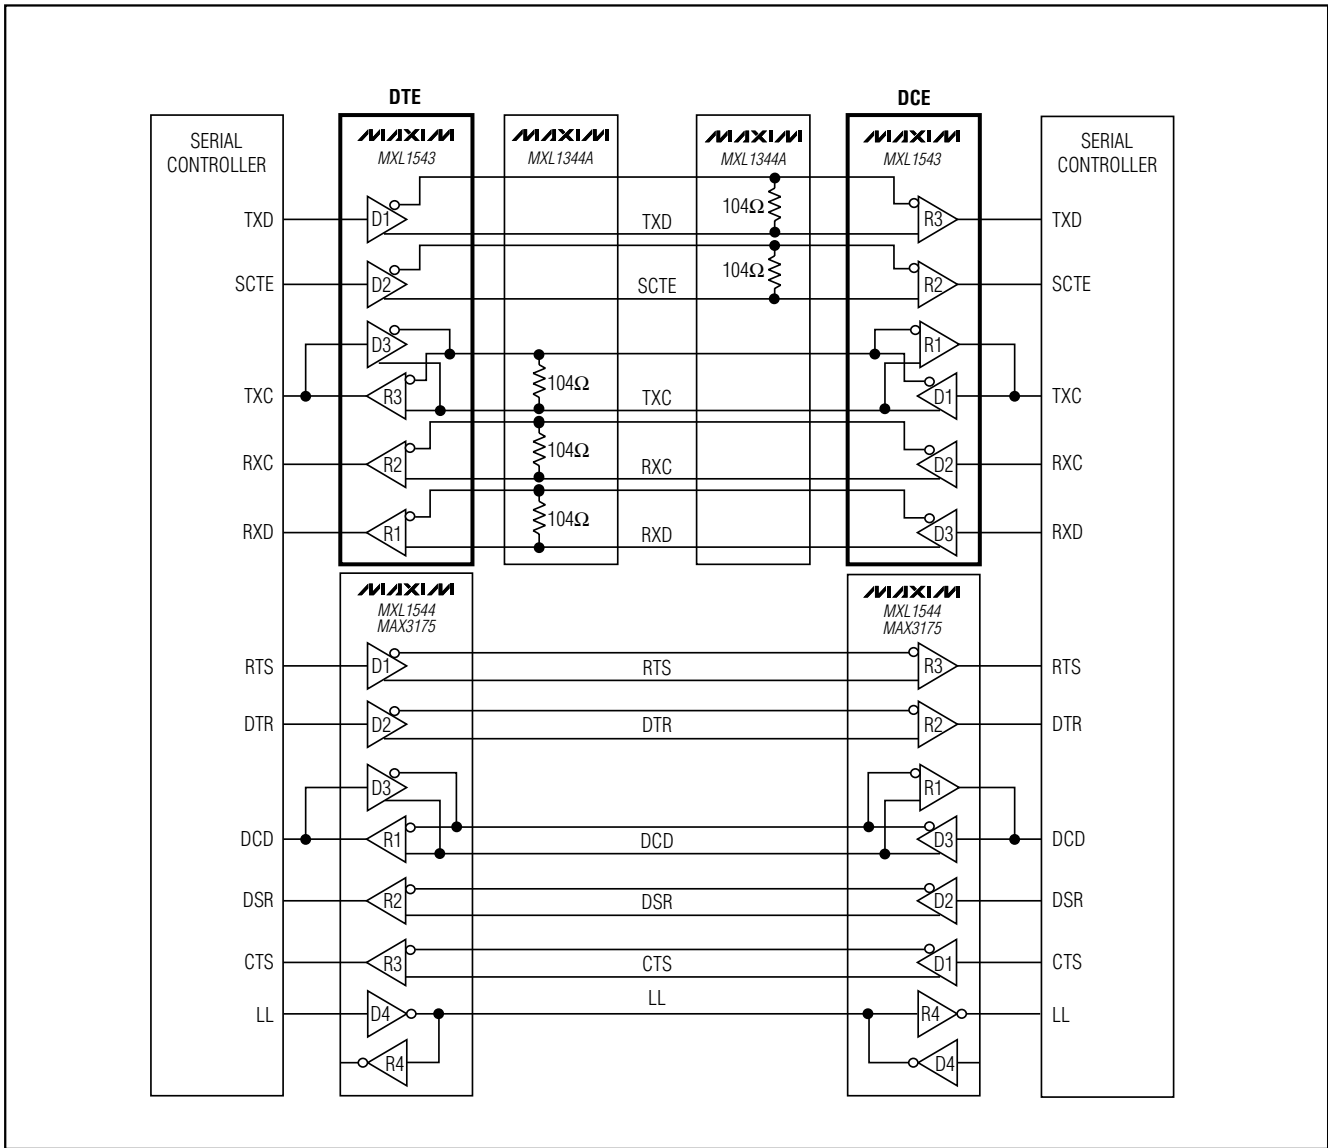 DTE
DCE
SERIAL
CONTROLLER
MAXIM
MXL1543
MAXIM
MXL1344A
MAXIM
MXL1344A
MAXIM
MXL1543
SERIAL
CONTROLLER
TXD
D1
TXD
104Ω
R3
TXD
SCTE
D2
SCTE
104Ω
R2
SCTE
D3
R1
TXC
R3
104Ω
TXC
D1
TXC
RXC
R2
104Ω
RXC
D2
RXC
RXD
R1
104Ω
RXD
D3
RXD
MAXIM
MXL1544
MAX3175
MAXIM
MXL1544
MAX3175
RTS
D1
RTS
R3
RTS
DTR
D2
DTR
R2
DTR
D3
R1
DCD
R1
DCD
D3
DCD
DSR
R2
DSR
D2
DSR
CTS
R3
CTS
D1
CTS
LL
D4
LL
R4
LL
R4
D4